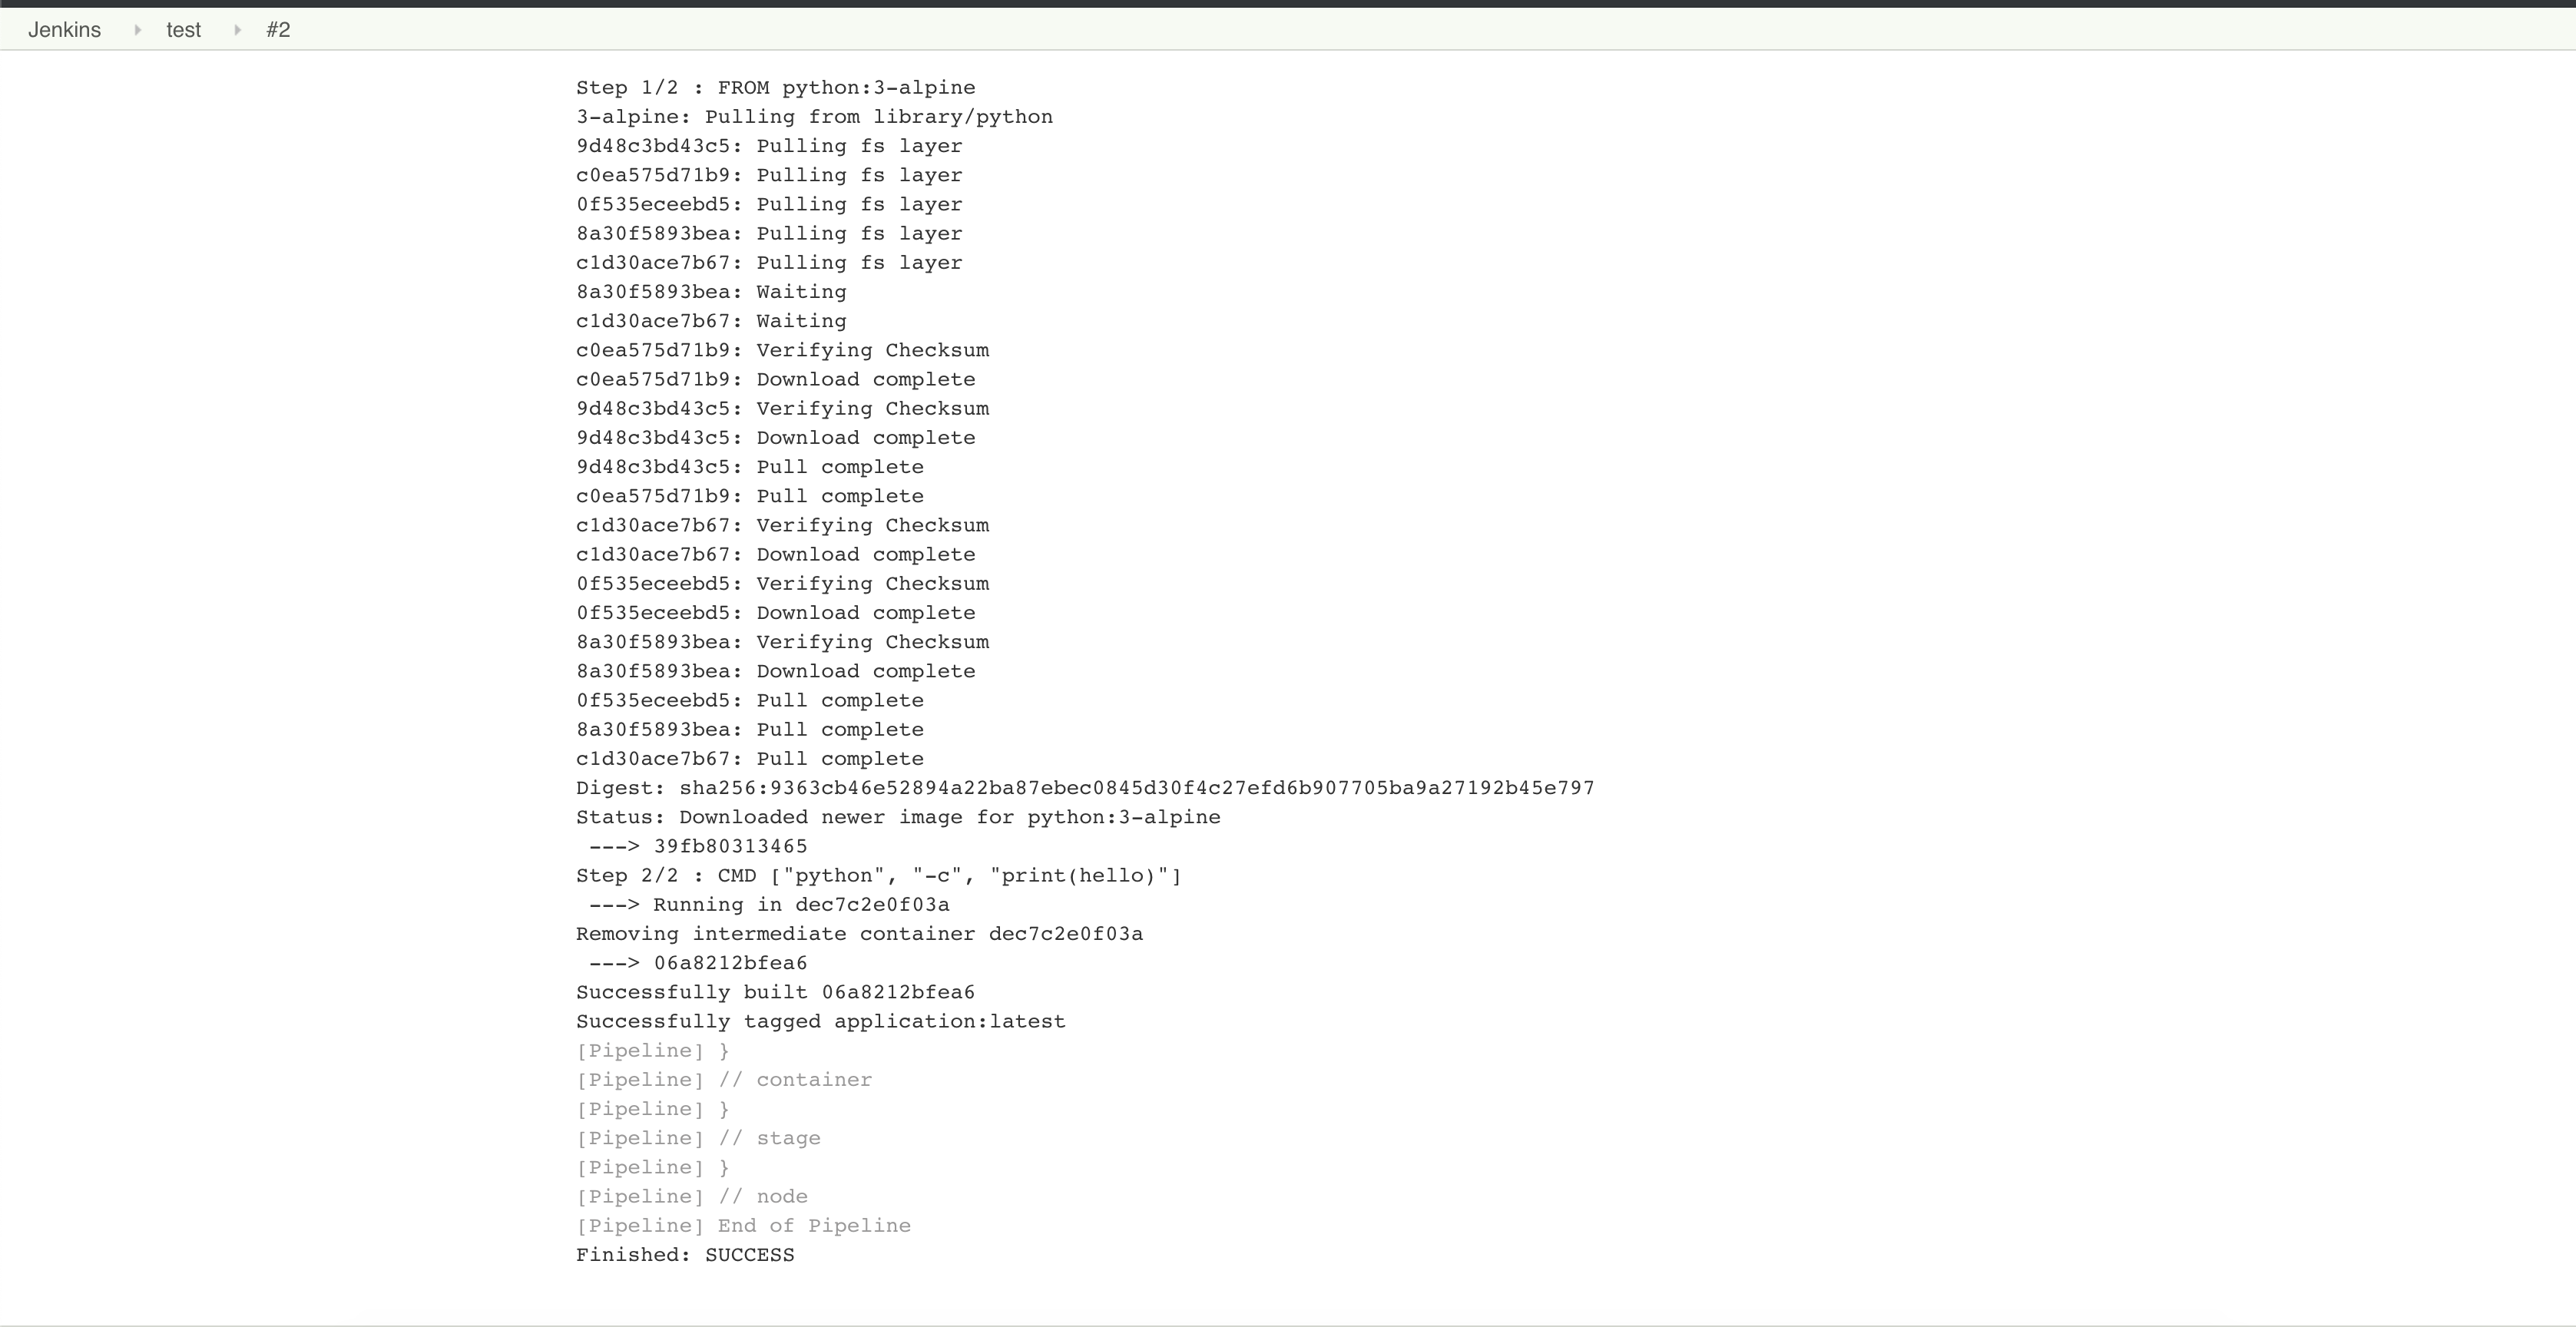 Jenkins test #2
Step 1/2 : FROM python:3-alpine
3-alpine: Pulling from library/python
9d48c3bd43c5: Pulling fs layer
c0ea575d71b9: Pulling fs layer
0f535eceebd5: Pulling fs layer
8a30f5893bea: Pulling fs layer
c1d30ace7b67: Pulling fs layer
8a30f5893bea: Waiting
c1d30ace7b67: Waiting
c0ea575d71b9: Verifying Checksum
c0ea575d71b9: Download complete
9d48c3bd43c5: Verifying Checksum
9d48c3bd43c5: Download complete
9d48c3bd43c5: Pull complete
c0ea575d71b9: Pull complete
c1d30ace7b67: Verifying Checksum
c1d30ace7b67: Download complete
0f535eceebd5: Verifying Checksum
0f535eceebd5: Download complete
8a30f5893bea: Verifying Checksum
8a30f5893bea: Download complete
0f535eceebd5: Pull complete
8a30f5893bea: Pull complete
c1d30ace7b67: Pull complete
Digest: sha256:9363cb46e52894a22ba87ebec0845d30f4c27efd6b907705ba9a27192b45e797
Status: Downloaded newer image for python:3-alpine
 ---> 39fb80313465
Step 2/2 : CMD ["python", "-c", "print(hello)"]
 ---> Running in dec7c2e0f03a
Removing intermediate container dec7c2e0f03a
 ---> 06a8212bfea6
Successfully built 06a8212bfea6
Successfully tagged application:latest
[Pipeline] }
[Pipeline] // container
[Pipeline] }
[Pipeline] // stage
[Pipeline] }
[Pipeline] // node
[Pipeline] End of Pipeline
Finished: SUCCESS